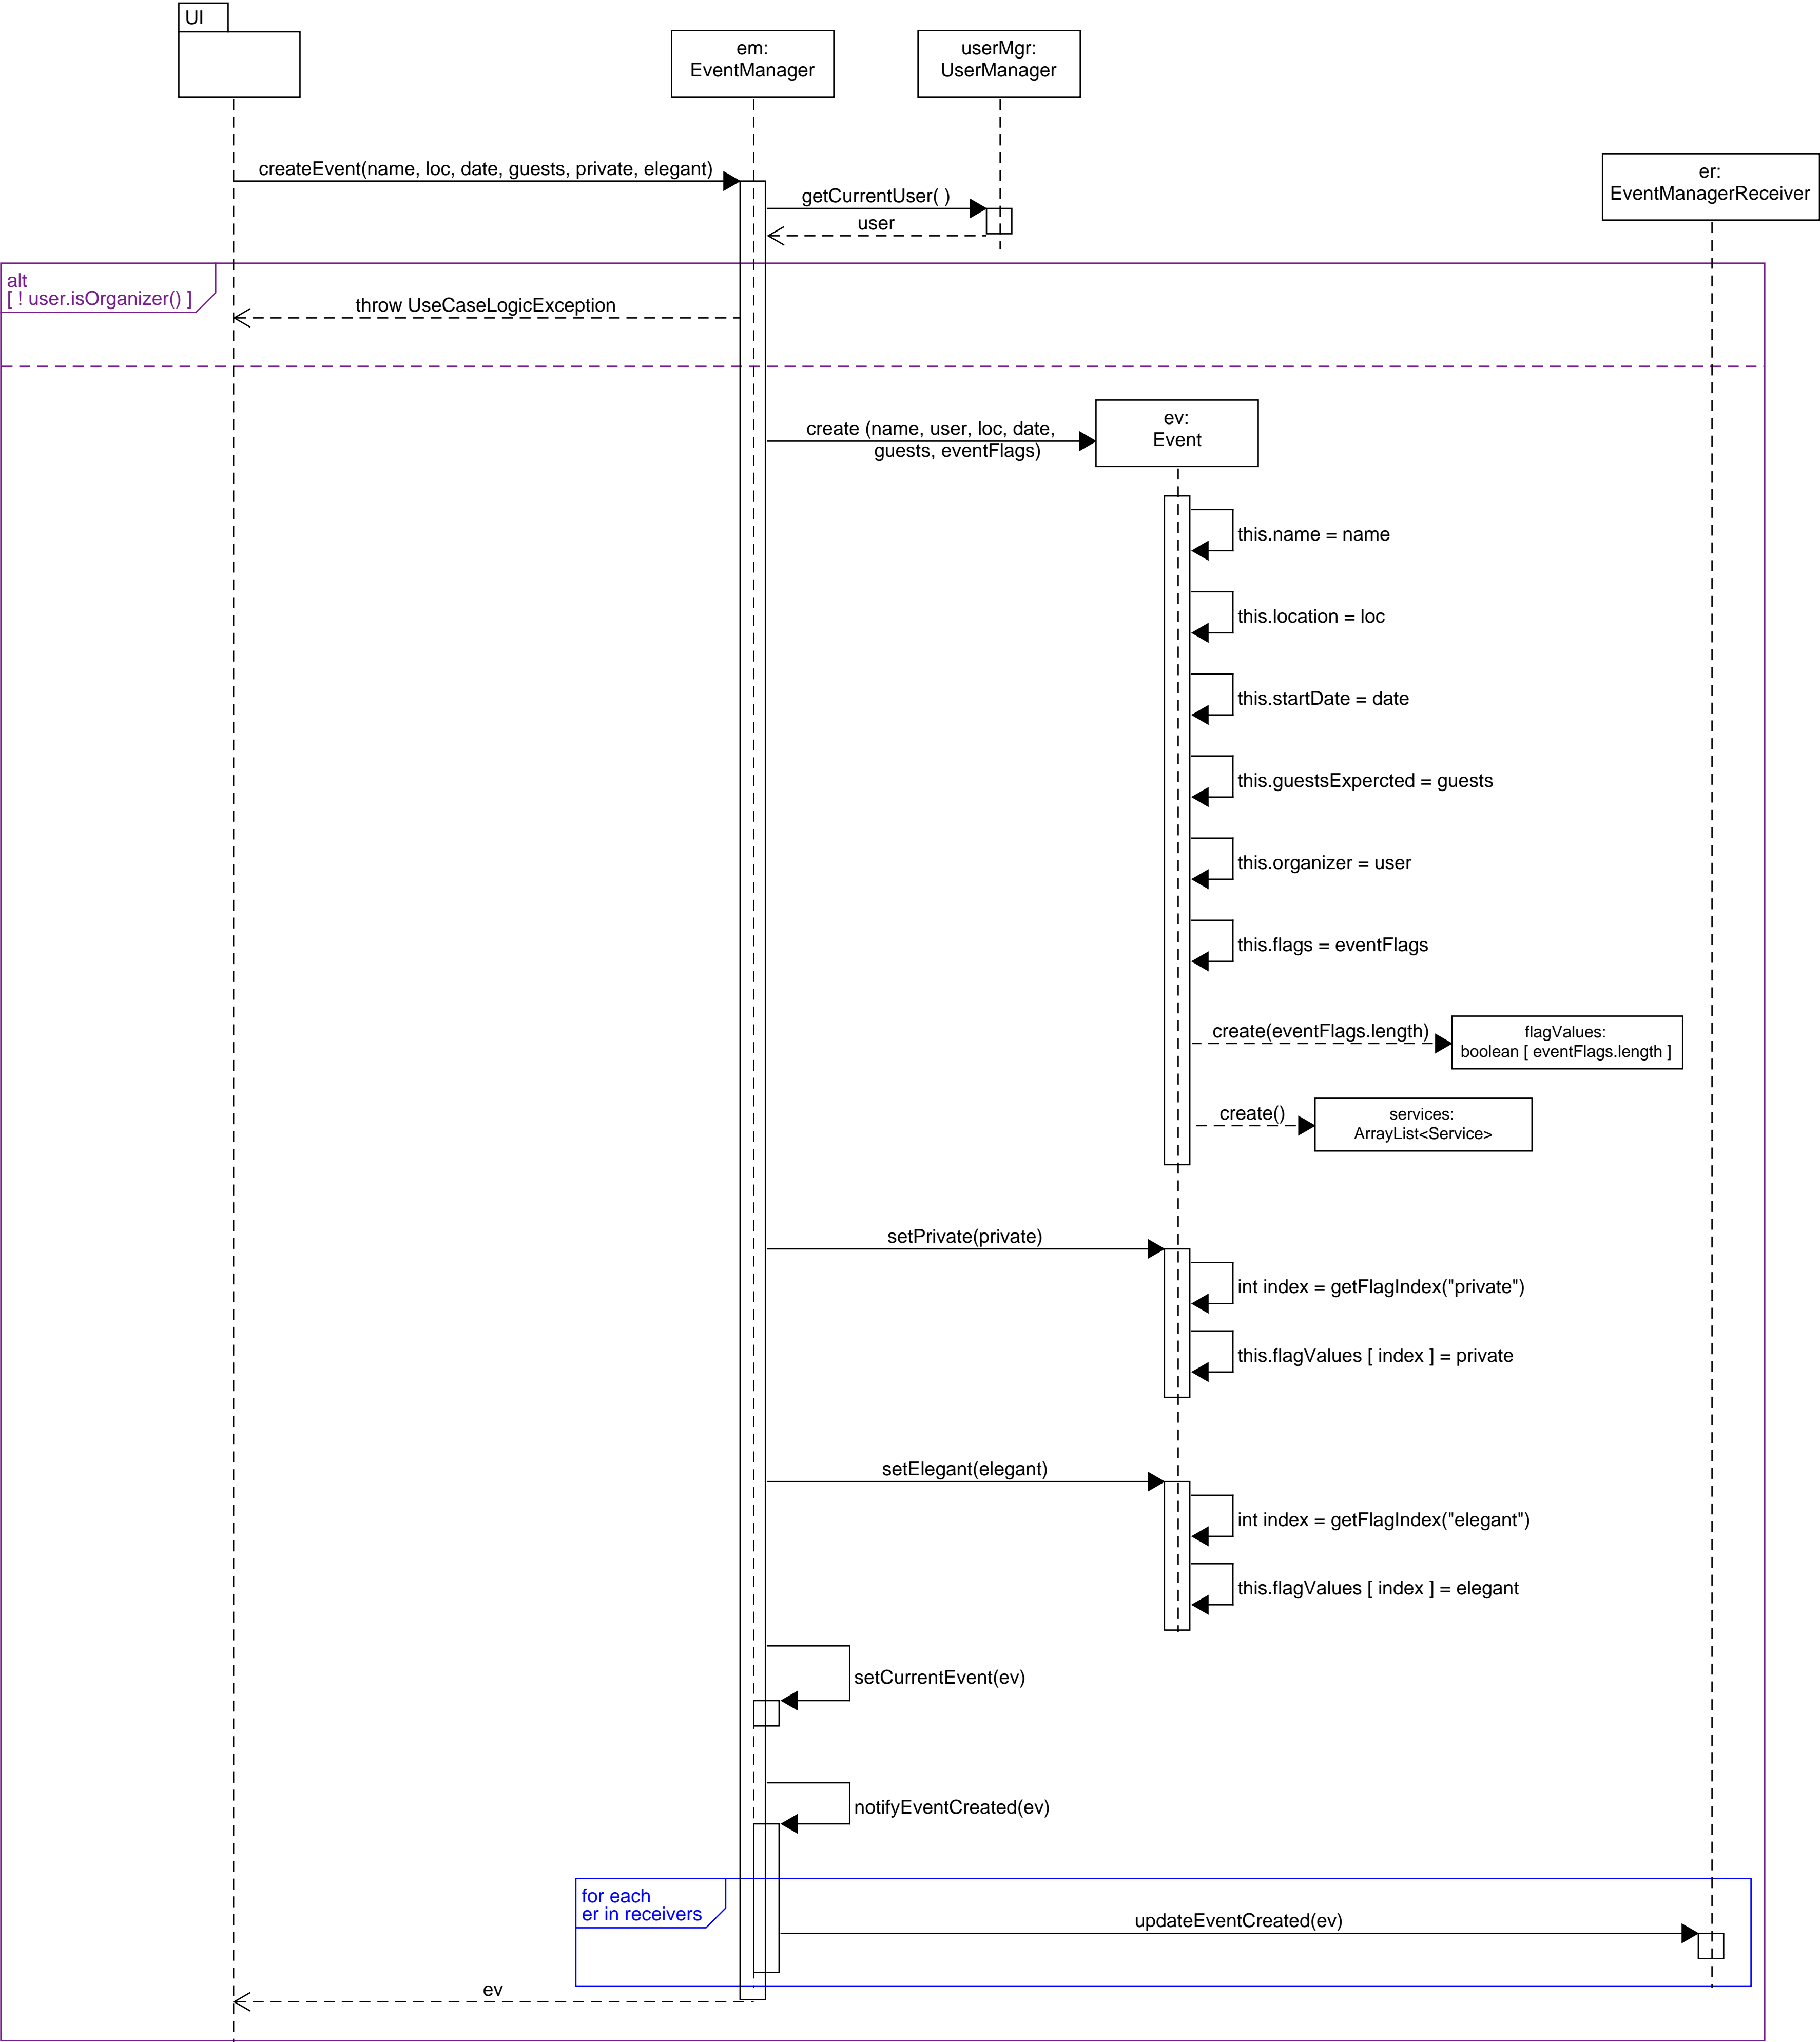 UI
em:
EventManager
userMgr:
UserManager
er:
EventManagerReceiver
createEvent(name, loc, date, guests, private, elegant)
getCurrentUser( )
user
alt
[ ! user.isOrganizer() ]
throw UseCaseLogicException
create (name, user, loc, date,
guests, eventFlags)
ev:
Event
this.name = name
this.location = loc
this.startDate = date
this.guestsExpercted = guests
this.organizer = user
this.flags = eventFlags
create(eventFlags.length)
flagValues:
boolean [ eventFlags.length ]
create()
services:
ArrayList<Service>
setPrivate(private)
int index = getFlagIndex("private")
this.flagValues [ index ] = private
setElegant(elegant)
int index = getFlagIndex("elegant")
this.flagValues [ index ] = elegant
setCurrentEvent(ev)
notifyEventCreated(ev)
for each
er in receivers
updateEventCreated(ev)
ev